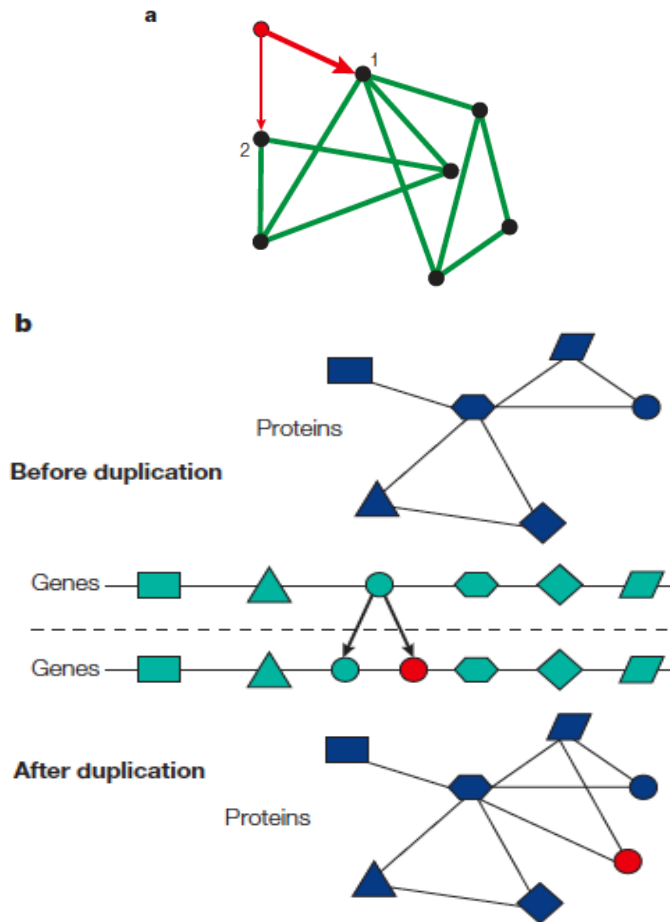 a
1
2
b
Proteins
Before duplication
Genes
Genes
After duplication
Proteins